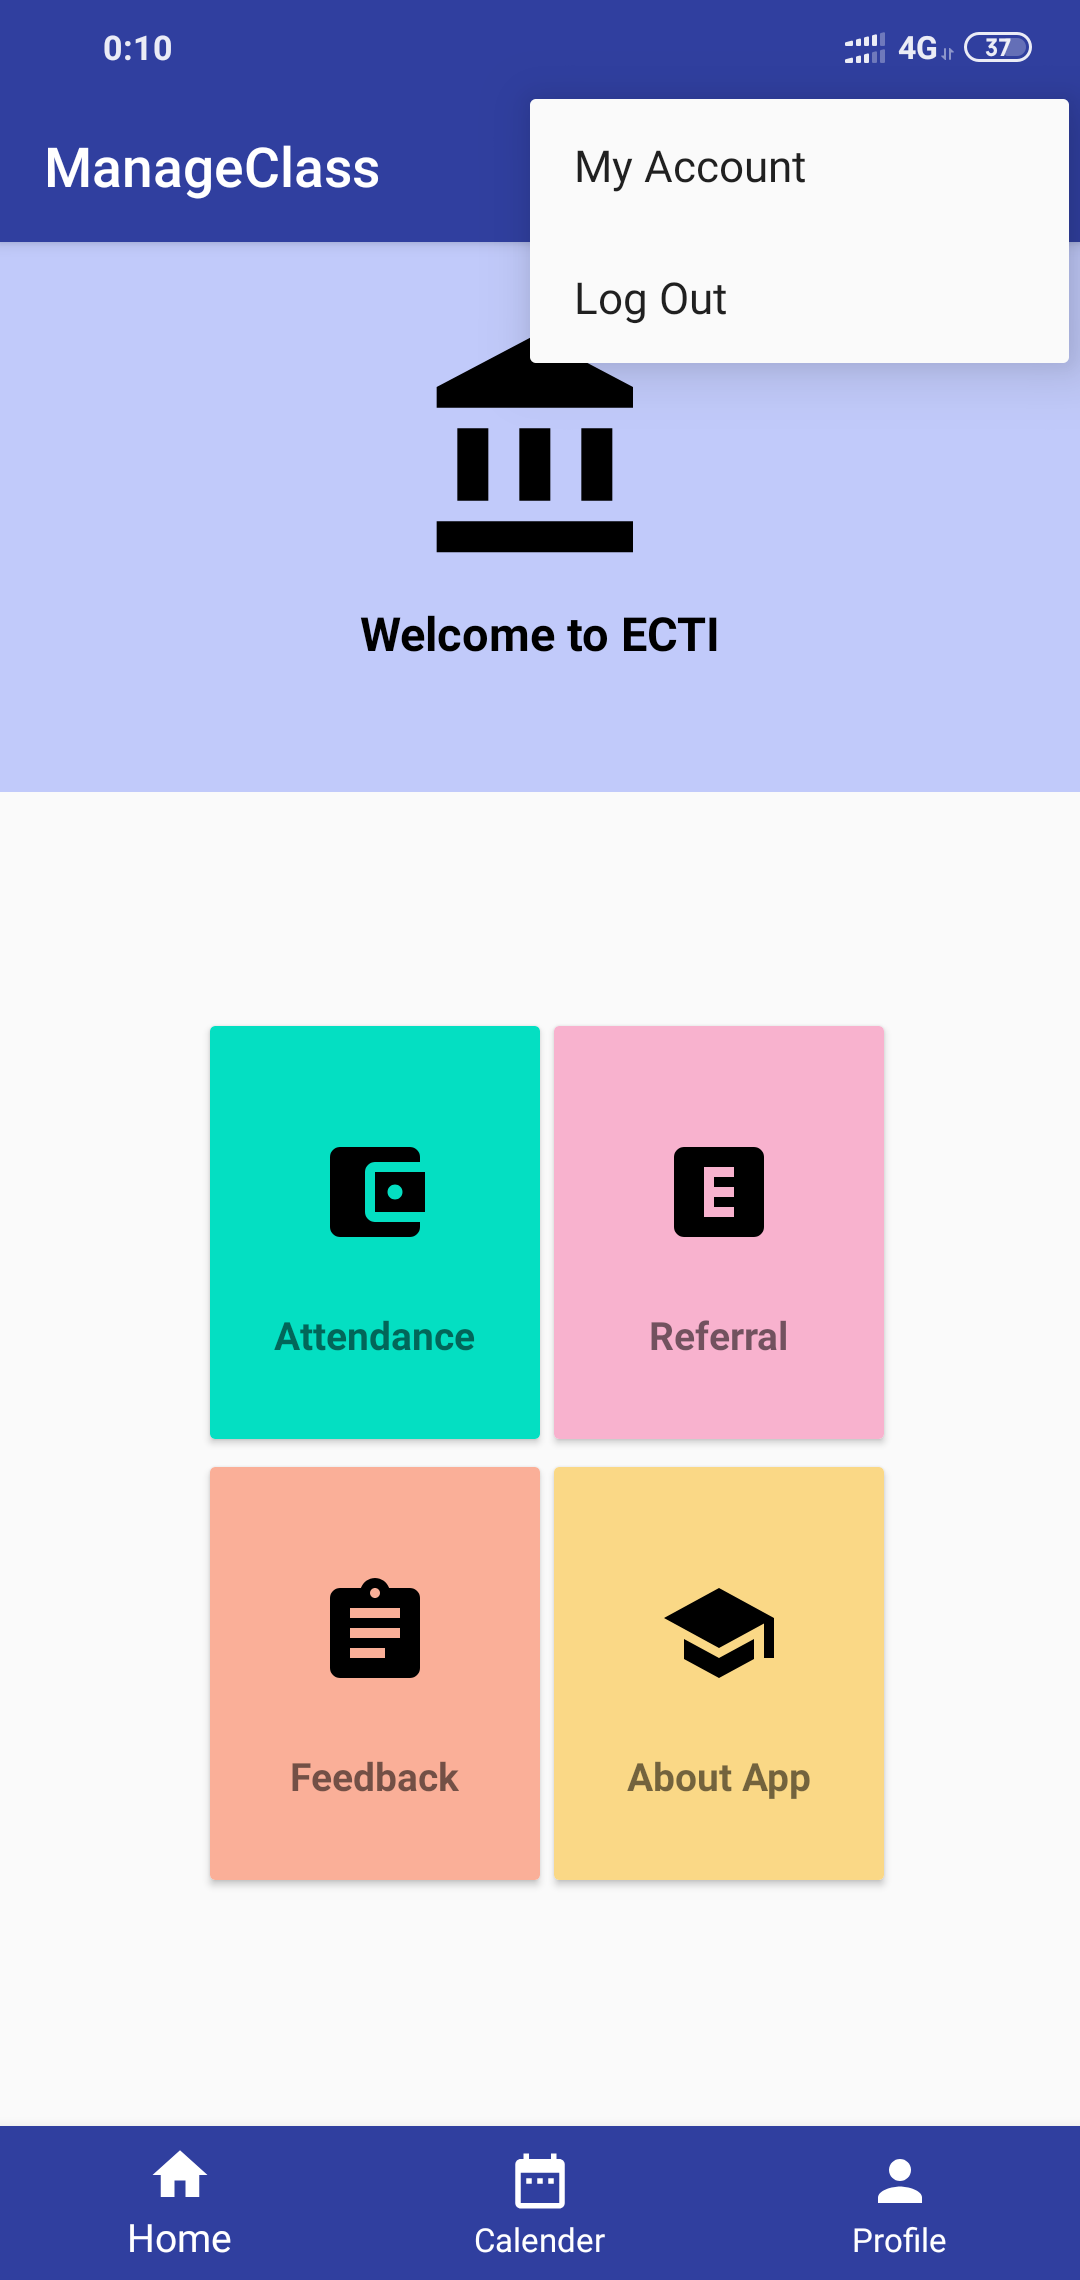 0:10
4G 37
ManageClass
My Account
Log Out
Welcome to ECTI
Attendance
Referral
Feedback
About App
Home
Calender
Profile